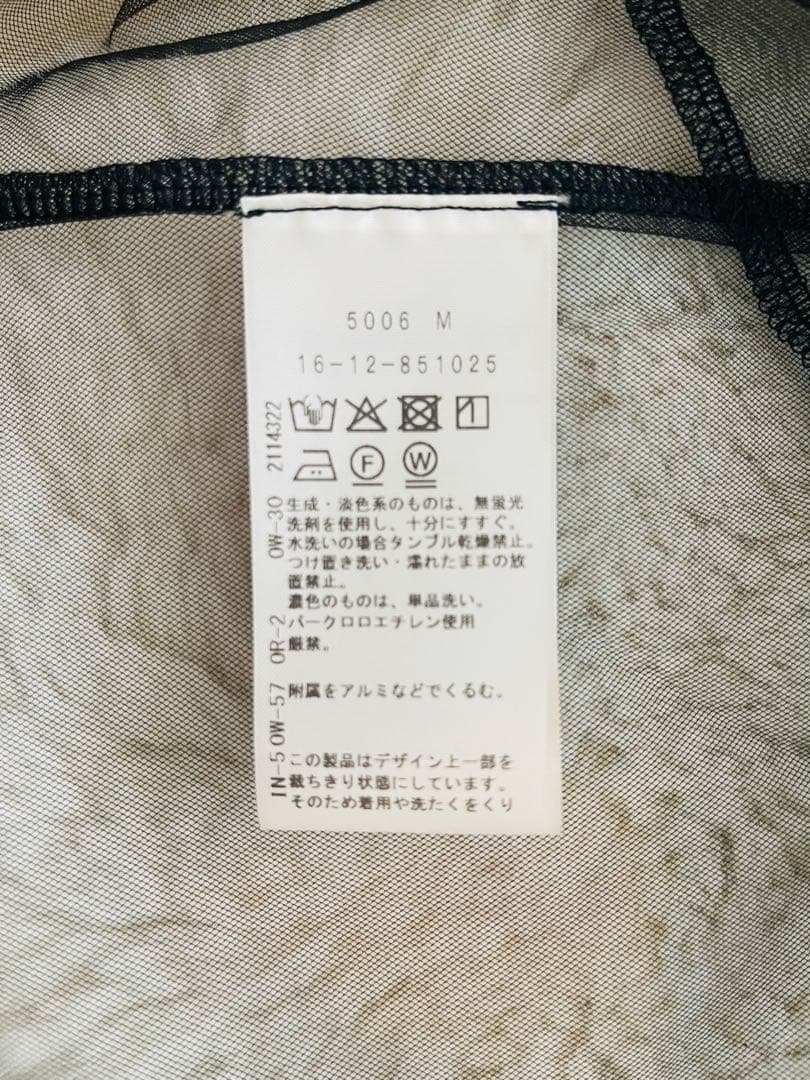 5006 M
16-12-851025
F
W
生成・淡色系のものは、無蛍光
洗剤を使用し、十分にすすぐ。
水洗いの場合タンブル乾燥禁止。
つけ置き洗い・濡れたままの放
置禁止。
濃色のものは、単品洗い。
パークロロエチレン使用
厳禁。
附属をアルミなどでくるむ。
この製品はデザイン上一部を
裁ちきり状態にしています。
そのため着用や洗たくをくり
IN-5 OW-57 OR-2 OW-30 2114322